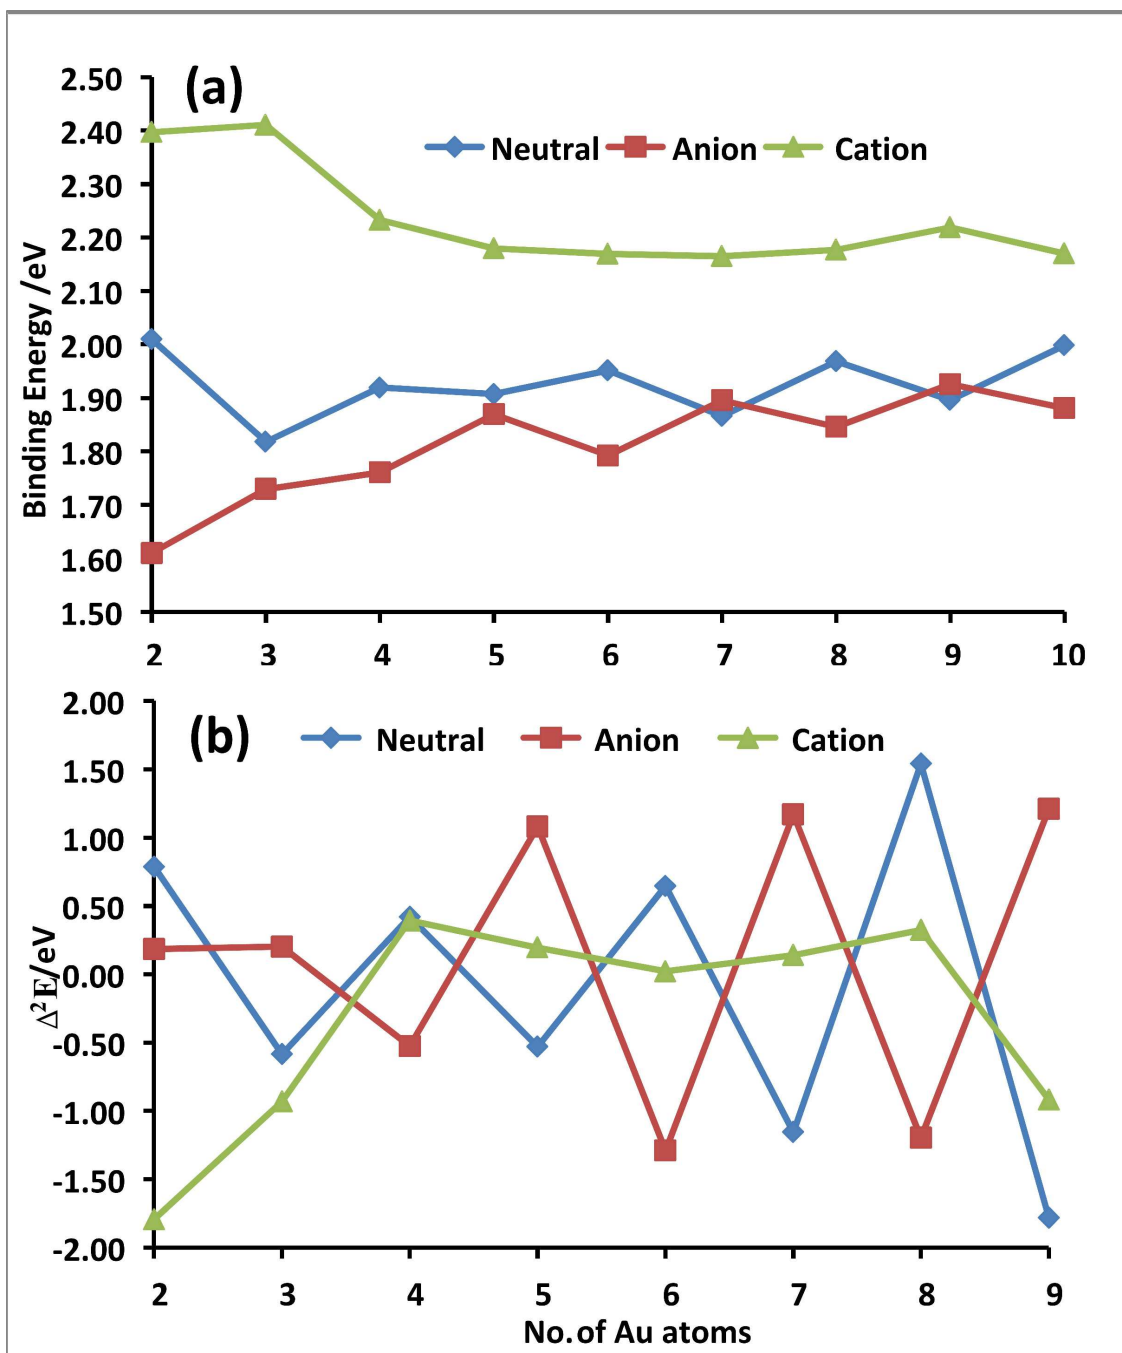 (a)
2.50
2.40
2.30
2.20
2.10
2.00
1.90
1.80
1.70
1.60
1.50
Binding Energy /eV
Neutral Anion Cation
2 3 4 5 6 7 8 9 10
(b)
2.00
1.50
1.00
0.50
0.00
-0.50
-1.00
-1.50
-2.00
Δ²E/eV
Neutral Anion Cation
2 3 4 5 6 7 8 9
No.of Au atoms